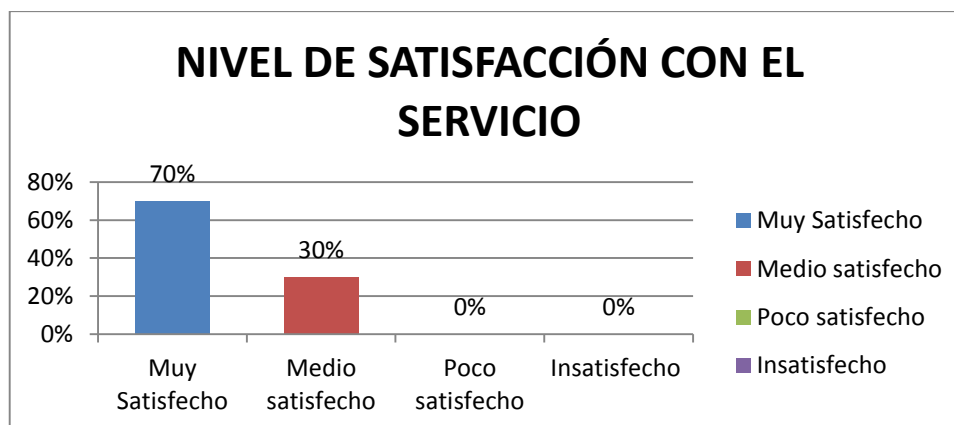 NIVEL DE SATISFACCIÓN CON EL
SERVICIO
80%
60%
40%
20%
0%
70%
30%
0%
0%
Muy
Satisfecho
Medio
satisfecho
Poco
satisfecho
Insatisfecho
Muy Satisfecho
Medio satisfecho
Poco satisfecho
Insatisfecho